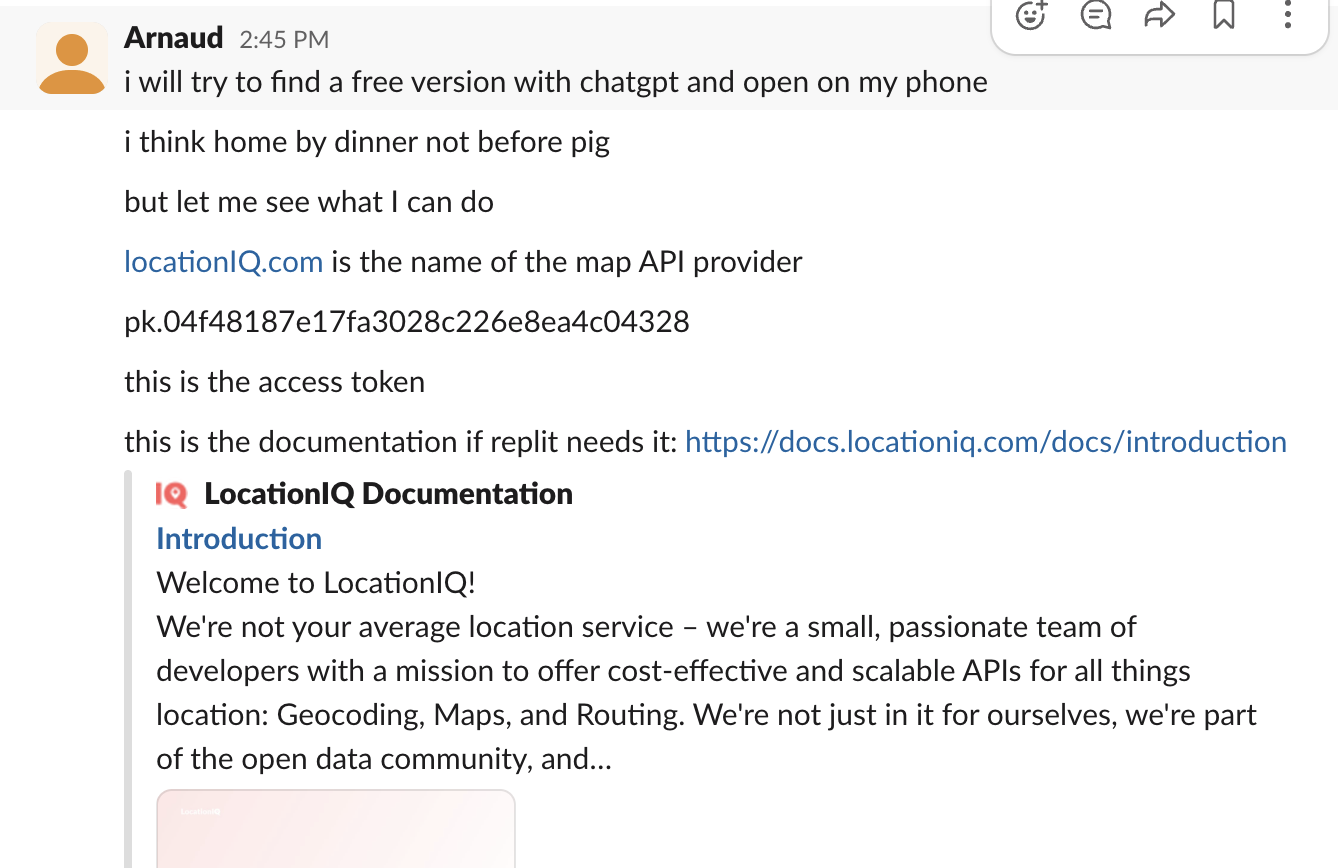 Arnaud 2:45 PM
i will try to find a free version with chatgpt and open on my phone
i think home by dinner not before pig
but let me see what I can do
locationIQ.com is the name of the map API provider
pk.04f48187e17fa3028c226e8ea4c04328
this is the access token
this is the documentation if replit needs it: https://docs.locationiq.com/docs/introduction
IQ LocationIQ Documentation
Introduction
Welcome to LocationIQ!
We're not your average location service – we're a small, passionate team of
developers with a mission to offer cost-effective and scalable APIs for all things
location: Geocoding, Maps, and Routing. We're not just in it for ourselves, we're part
of the open data community, and...
LocationIQ